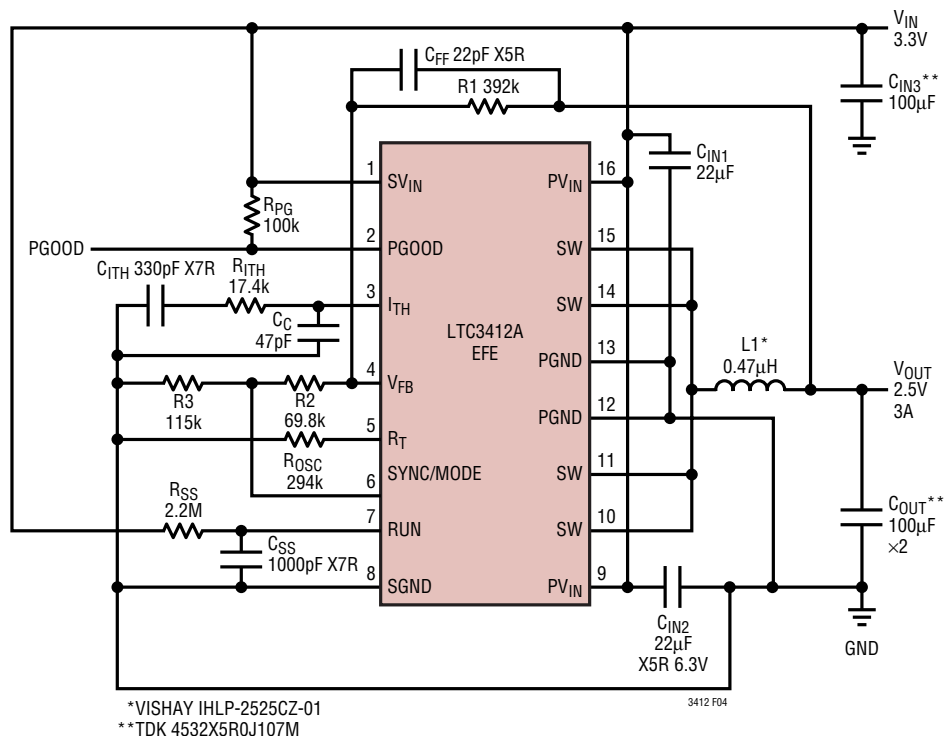 VIN
3.3V
CFF 22pF X5R
R1 392k
CIN3**
100µF
CIN1
22µF
1
SVIN
PVIN
16
RPG
100k
PGOOD
2
PGOOD
SW
15
CITH 330pF X7R
RITH
17.4k
3
ITH
SW
14
CC
47pF
LTC3412A
EFE
PGND
13
L1*
0.47µH
VOUT
2.5V
3A
R3
115k
R2
69.8k
4
VFB
PGND
12
ROSC
294k
5
RT
SYNC/MODE
6
SW
11
RSS
2.2M
7
RUN
SW
10
COUT**
100µF
×2
CSS
1000pF X7R
8
SGND
PVIN
9
CIN2
22µF
X5R 6.3V
GND
3412 F04
*VISHAY IHLP-2525CZ-01
**TDK 4532X5R0J107M